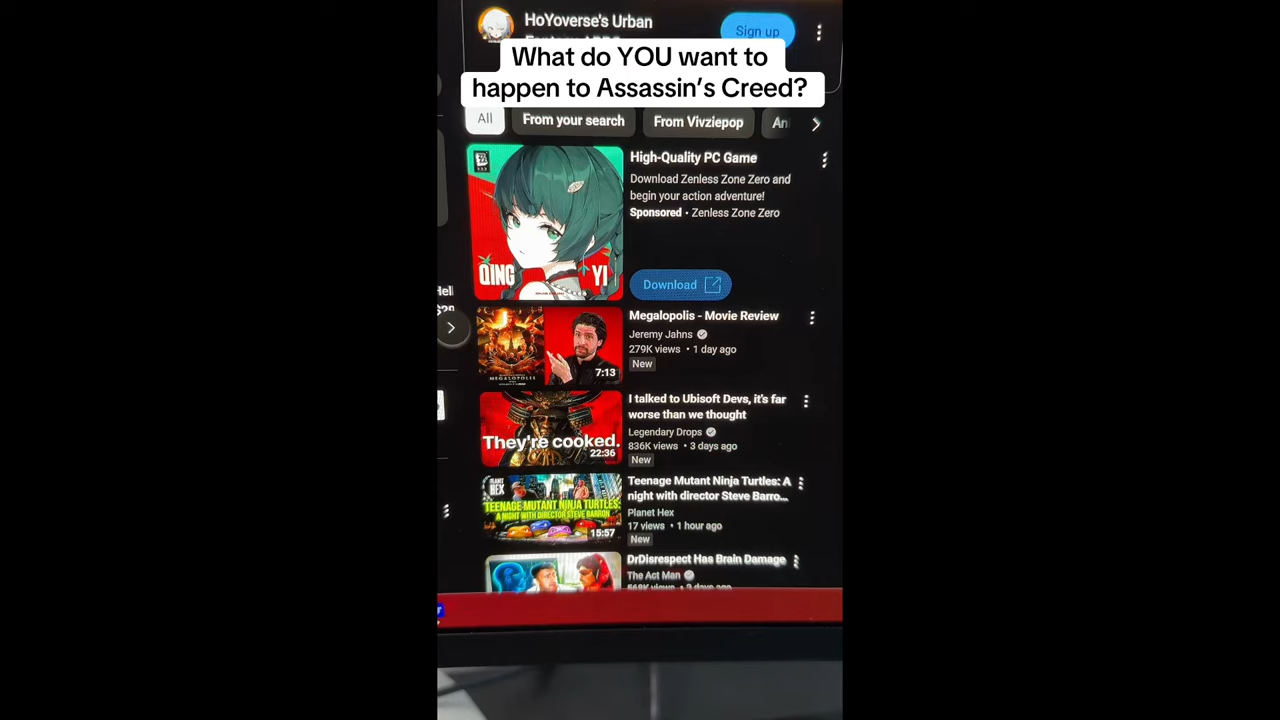 HoYoverse's Urban
Sign up
What do YOU want to
happen to Assassin's Creed?
All
From your search
From Vivziepop
High-Quality PC Game
Download Zenless Zone Zero and
begin your action adventure!
Sponsored • Zenless Zone Zero
QING YI
Download
Megalopolis - Movie Review
Jeremy Jahns
279K views • 1 day ago
New
MEGALOPOLIS
7:13
I talked to Ubisoft Devs, it's far
worse than we thought
Legendary Drops
836K views • 3 days ago
New
They're cooked.
22:36
Teenage Mutant Ninja Turtles: A
night with director Steve Barro...
Planet Hex
17 views • 1 hour ago
New
PLANET
HEX
TEENAGE MUTANT NINJA TURTLES:
A NIGHT WITH DIRECTOR STEVE BARRON
15:57
DrDisrespect Has Brain Damage
The Act Man